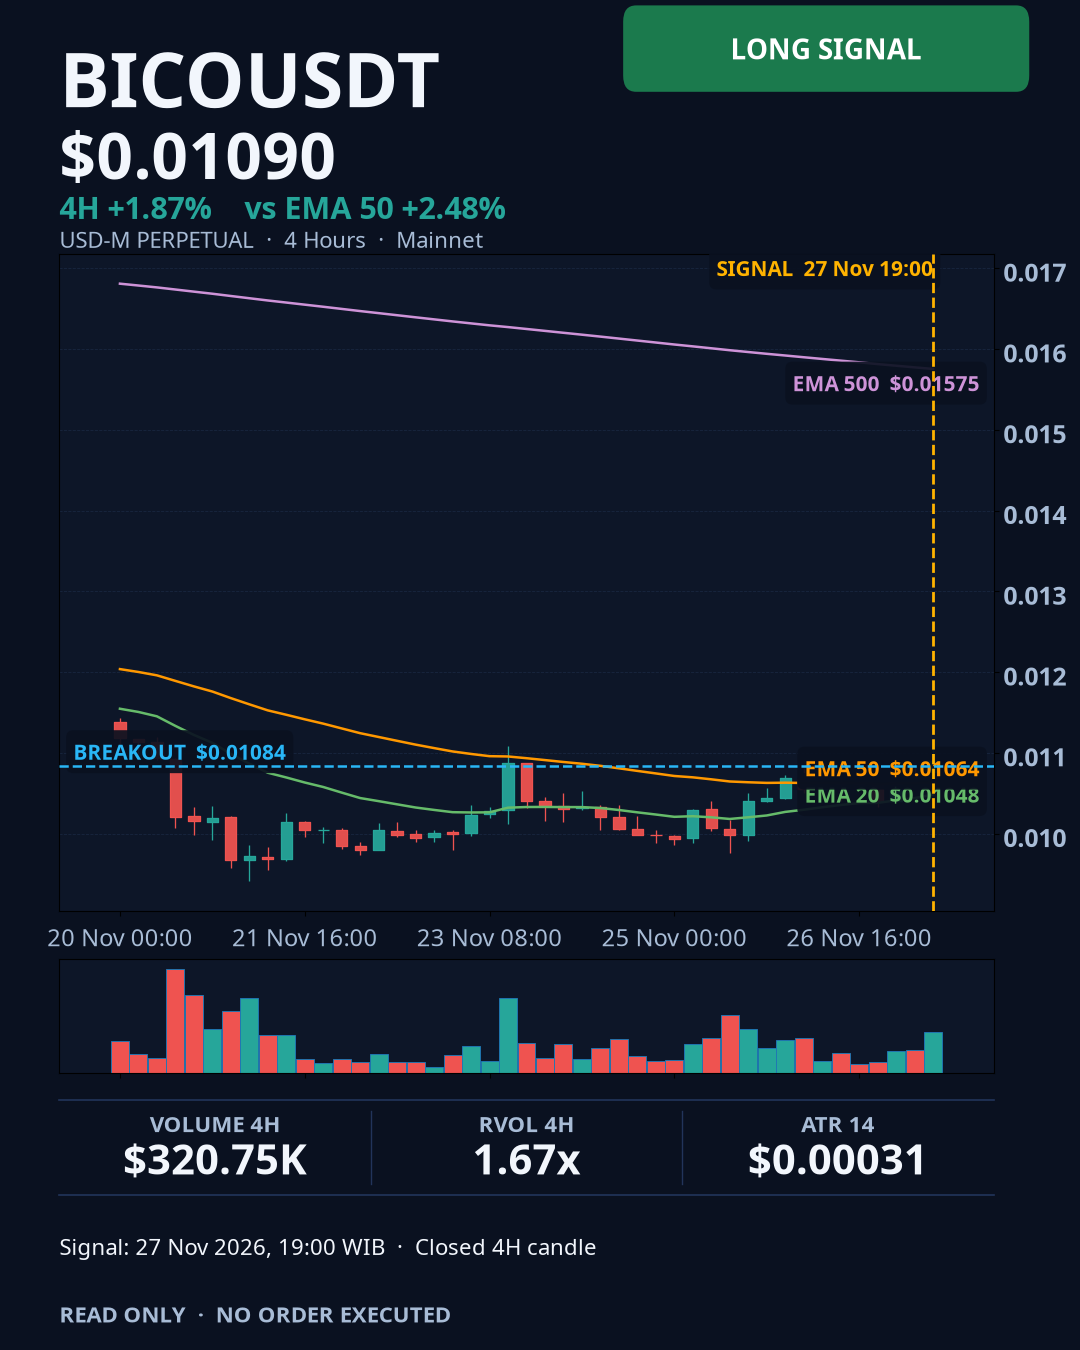 LONG SIGNAL
BICOUSDT
$0.01090
4H +1.87% vs EMA 50 +2.48%
USD-M PERPETUAL · 4 Hours · Mainnet
SIGNAL 27 Nov 19:00
0.017
0.016
EMA 500 $0.01575
0.015
0.014
0.013
0.012
BREAKOUT $0.01084
0.011
EMA 50 $0.01064
EMA 20 $0.01048
0.010
20 Nov 00:00 21 Nov 16:00 23 Nov 08:00 25 Nov 00:00 26 Nov 16:00
VOLUME 4H RVOL 4H ATR 14
$320.75K 1.67x $0.00031
Signal: 27 Nov 2026, 19:00 WIB · Closed 4H candle
READ ONLY · NO ORDER EXECUTED